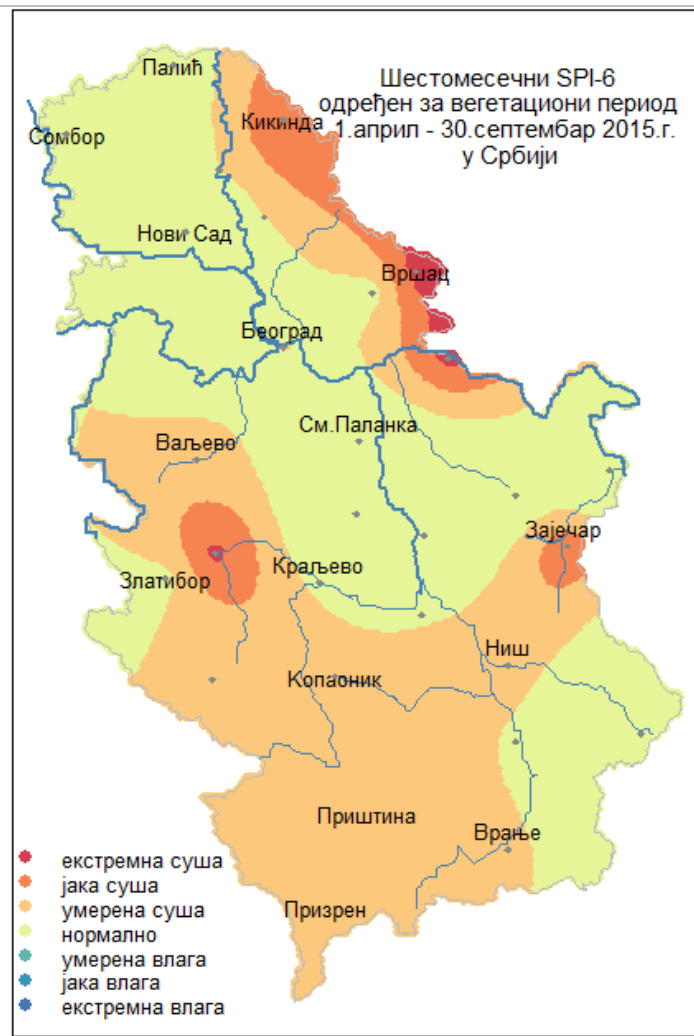 Шестомесечни SPI-6
одређен за вегетациони период
1.април - 30.септембар 2015.г.
у Србији
Палић
Кикинда
Сомбор
Нови Сад
Вршац
Београд
См.Паланка
Ваљево
Зајечар
Златибор
Краљево
Ниш
Копаоник
Приштина
Врање
Призрен
екстремна суша
јака суша
умерена суша
нормално
умерена влага
јака влага
екстремна влага